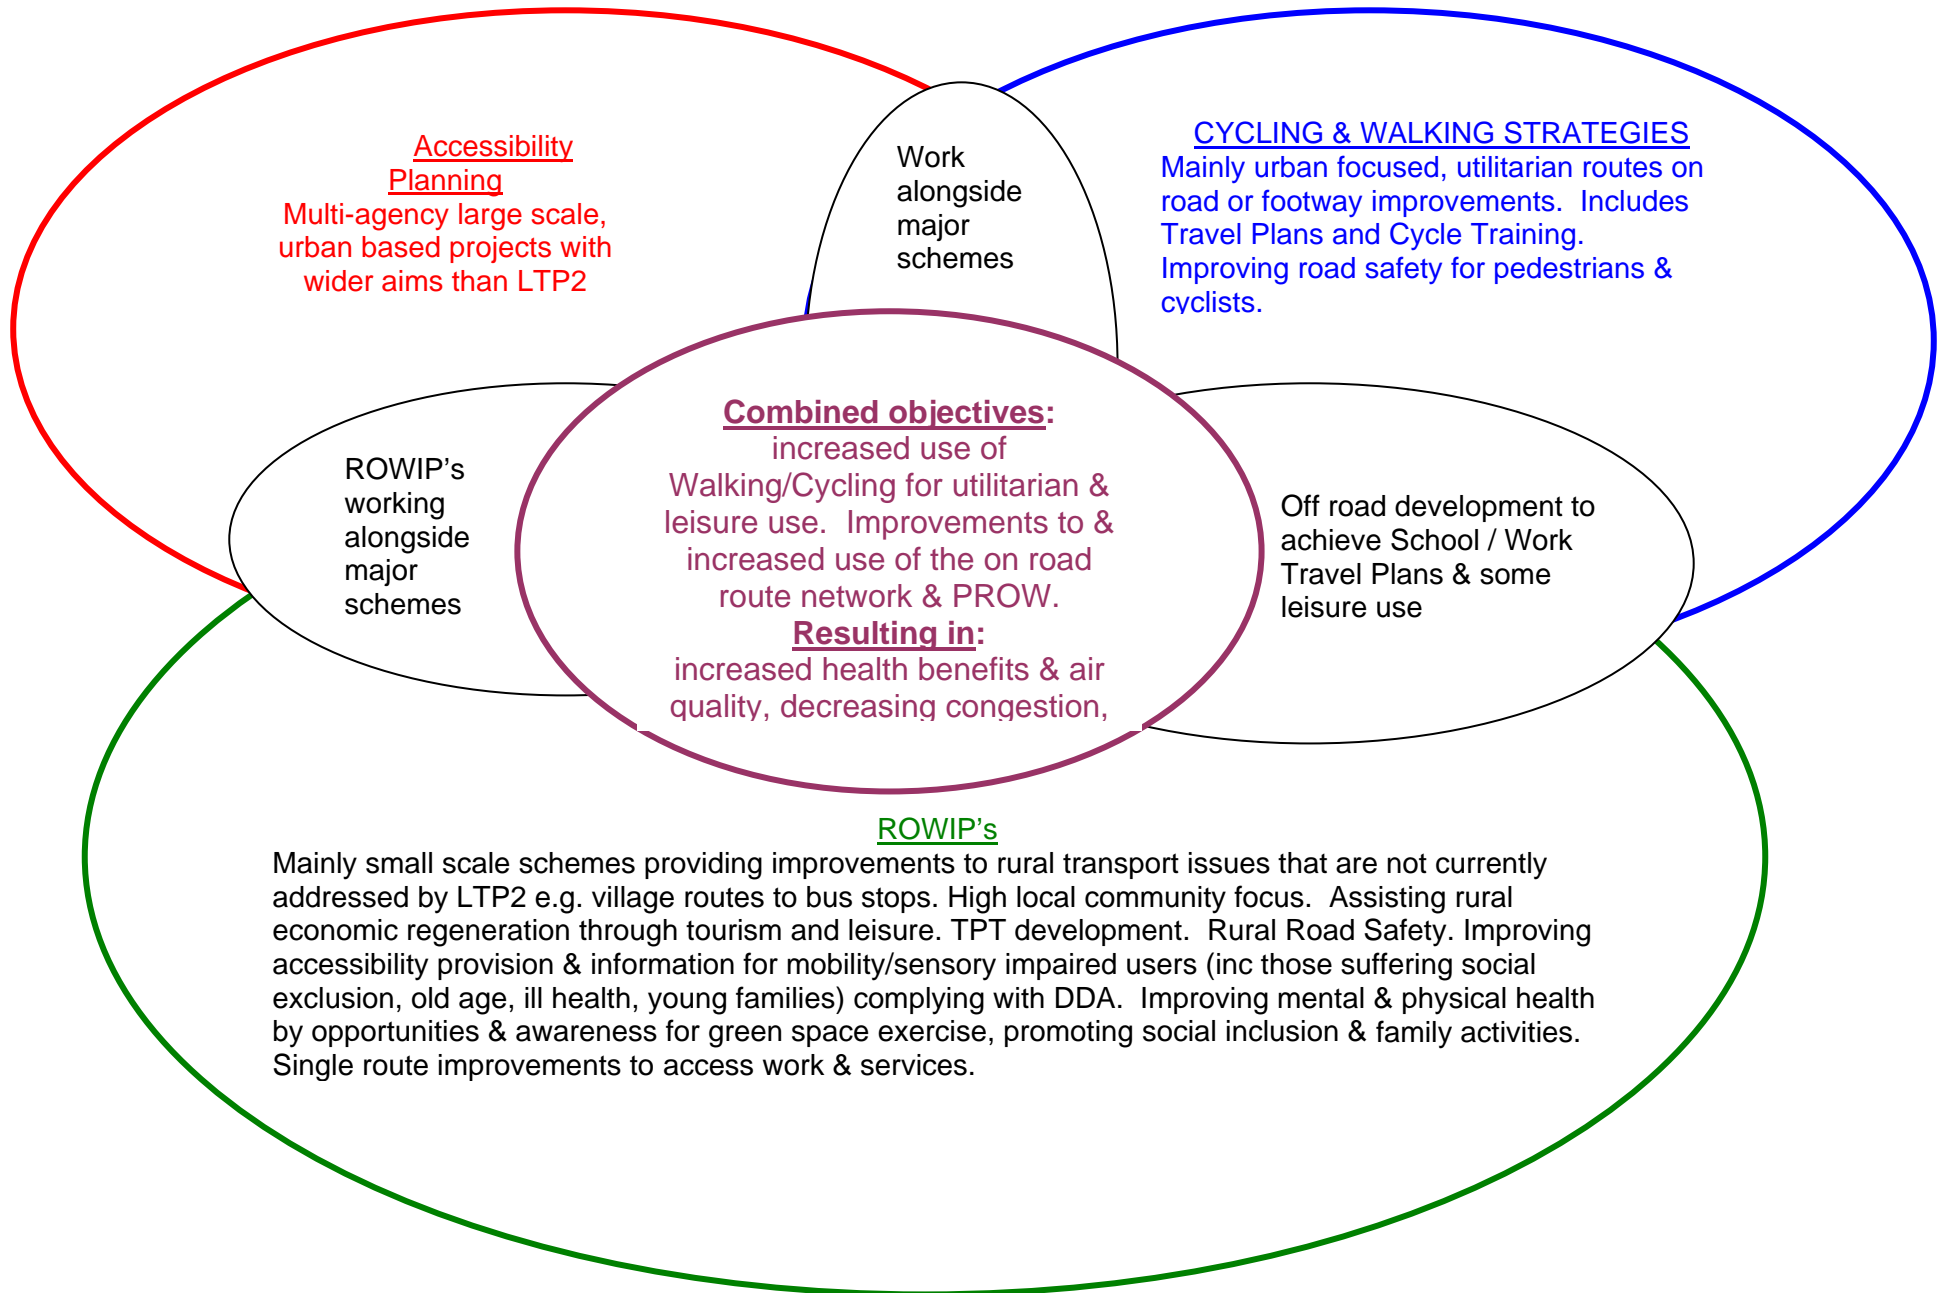 Accessibility
Planning
Multi-agency large scale,
urban based projects with
wider aims than LTP2
Work
alongside
major
schemes
CYCLING & WALKING STRATEGIES
Mainly urban focused, utilitarian routes on
road or footway improvements.  Includes
Travel Plans and Cycle Training.
Improving road safety for pedestrians &
cyclists.
ROWIP’s
working
alongside
major
schemes
Combined objectives:
increased use of
Walking/Cycling for utilitarian &
leisure use.  Improvements to &
increased use of the on road
route network & PROW.
Resulting in:
increased health benefits & air
quality, decreasing congestion,
Off road development to
achieve School / Work
Travel Plans & some
leisure use
ROWIP’s
Mainly small scale schemes providing improvements to rural transport issues that are not currently
addressed by LTP2 e.g. village routes to bus stops. High local community focus.  Assisting rural
economic regeneration through tourism and leisure. TPT development.  Rural Road Safety. Improving
accessibility provision & information for mobility/sensory impaired users (inc those suffering social
exclusion, old age, ill health, young families) complying with DDA.  Improving mental & physical health
by opportunities & awareness for green space exercise, promoting social inclusion & family activities.
Single route improvements to access work & services.